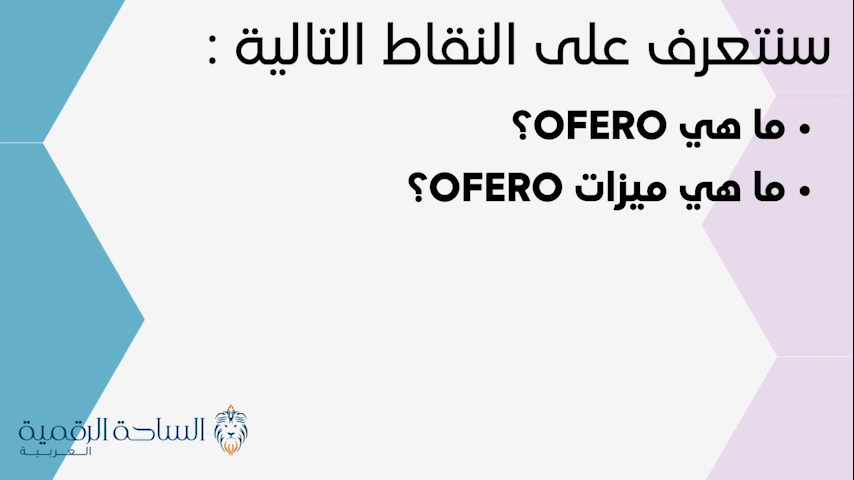 سنتعرف على النقاط التالية :
• ما هي OFERO؟
• ما هي ميزات OFERO؟
الساحة الرقمية
العربية